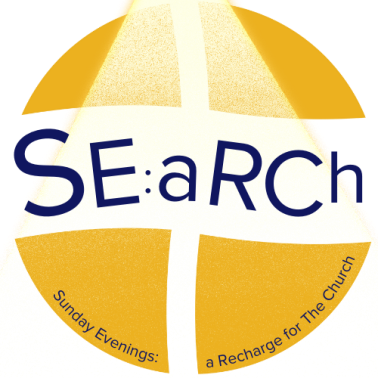 SE:aRCh
Sunday Evenings:
a Recharge for The Church